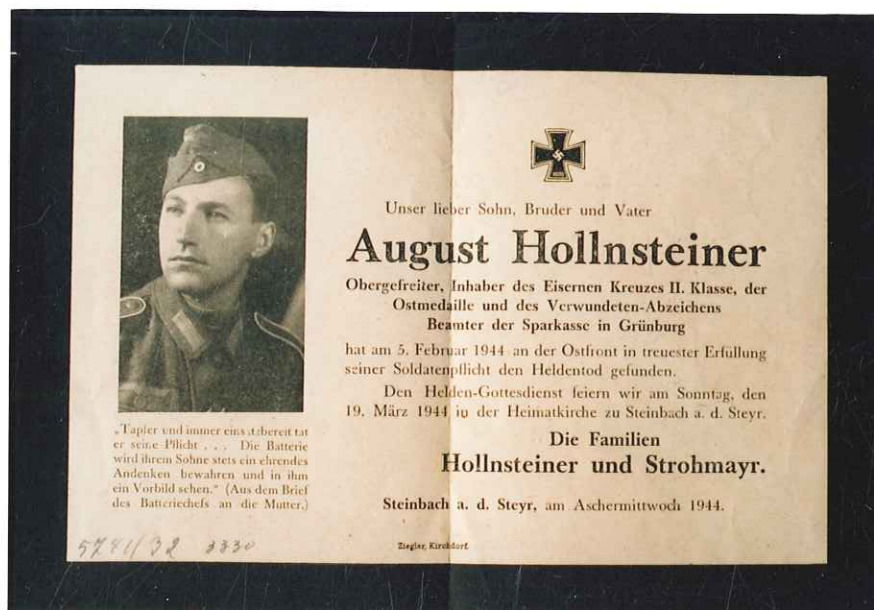 Unser lieber Sohn, Bruder und Vater
August Hollnsteiner
Obergefreiter, Inhaber des Eisernen Kreuzes II. Klasse, der
Ostmedaille und des Verwundeten-Abzeichens
Beamter der Sparkasse in Grünburg
hat am 5. Februar 1944 an der Ostfront in treuester Erfüllung
seiner Soldatenpflicht den Heldentod gefunden.
Den Helden-Gottesdienst feiern wir am Sonntag, den
19. März 1944 in der Heimatkirche zu Steinbach a. d. Steyr.
Die Familien
Hollnsteiner und Strohmayr.
Steinbach a. d. Steyr, am Aschermittwoch 1944.
„Tapfer und immer einsatzbereit tat
er seine Pflicht . . . Die Batterie
wird ihrem Sohne stets ein ehrendes
Andenken bewahren und in ihm
ein Vorbild sehen.“ (Aus dem Brief
des Batteriechefs an die Mutter.)
5781/32 3330
Ziegler, Kirchdorf.